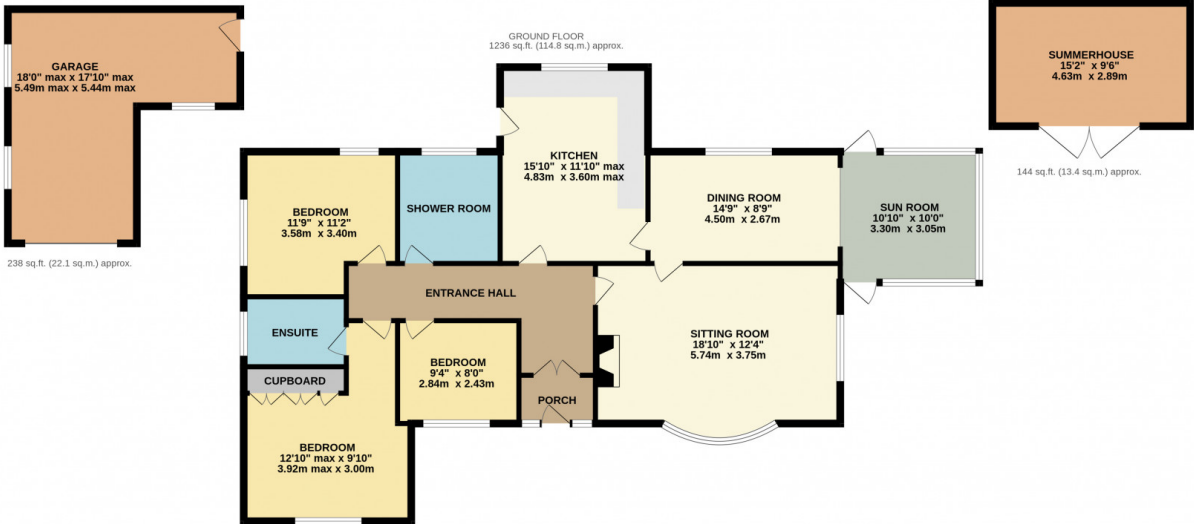 GARAGE
18'0" max x 17'10" max
5.49m max x 5.44m max
238 sq.ft. (22.1 sq.m.) approx.
GROUND FLOOR
1236 sq.ft. (114.8 sq.m.) approx.
SUMMERHOUSE
15'2" x 9'6"
4.63m x 2.89m
144 sq.ft. (13.4 sq.m.) approx.
KITCHEN
15'10" x 11'10" max
4.83m x 3.60m max
BEDROOM
11'9" x 11'2"
3.58m x 3.40m
SHOWER ROOM
DINING ROOM
14'9" x 8'9"
4.50m x 2.67m
SUN ROOM
10'10" x 10'0"
3.30m x 3.05m
ENTRANCE HALL
ENSUITE
SITTING ROOM
18'10" x 12'4"
5.74m x 3.75m
BEDROOM
9'4" x 8'0"
2.84m x 2.43m
CUPBOARD
PORCH
BEDROOM
12'10" max x 9'10"
3.92m max x 3.00m